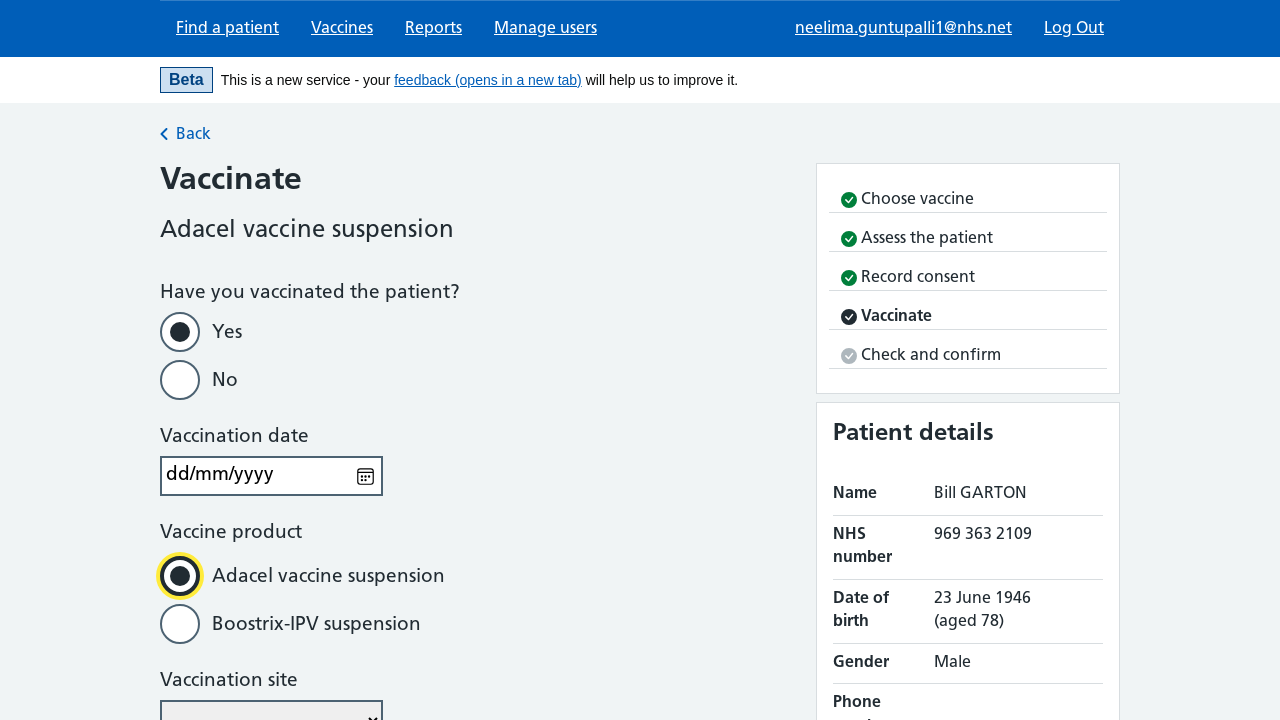 Find a patient
Vaccines
Reports
Manage users
neelima.guntupalli1@nhs.net
Log Out
Beta
This is a new service - your feedback (opens in a new tab) will help us to improve it.
Back
Vaccinate
Adacel vaccine suspension
Have you vaccinated the patient?
Yes
No
Vaccination date
dd/mm/yyyy
Vaccine product
Adacel vaccine suspension
Boostrix-IPV suspension
Vaccination site
Choose vaccine
Assess the patient
Record consent
Vaccinate
Check and confirm
Patient details
Name Bill GARTON
NHS number 969 363 2109
Date of birth 23 June 1946 (aged 78)
Gender Male
Phone